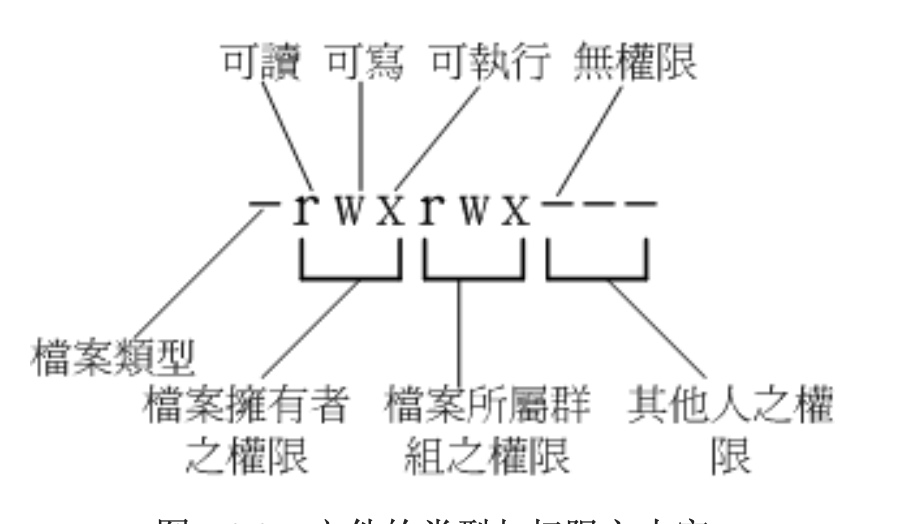 可讀 可寫 可執行 無權限
-rwxrwx---
檔案類型
檔案擁有者
之權限
檔案所屬群
組之權限
其他人之權
限